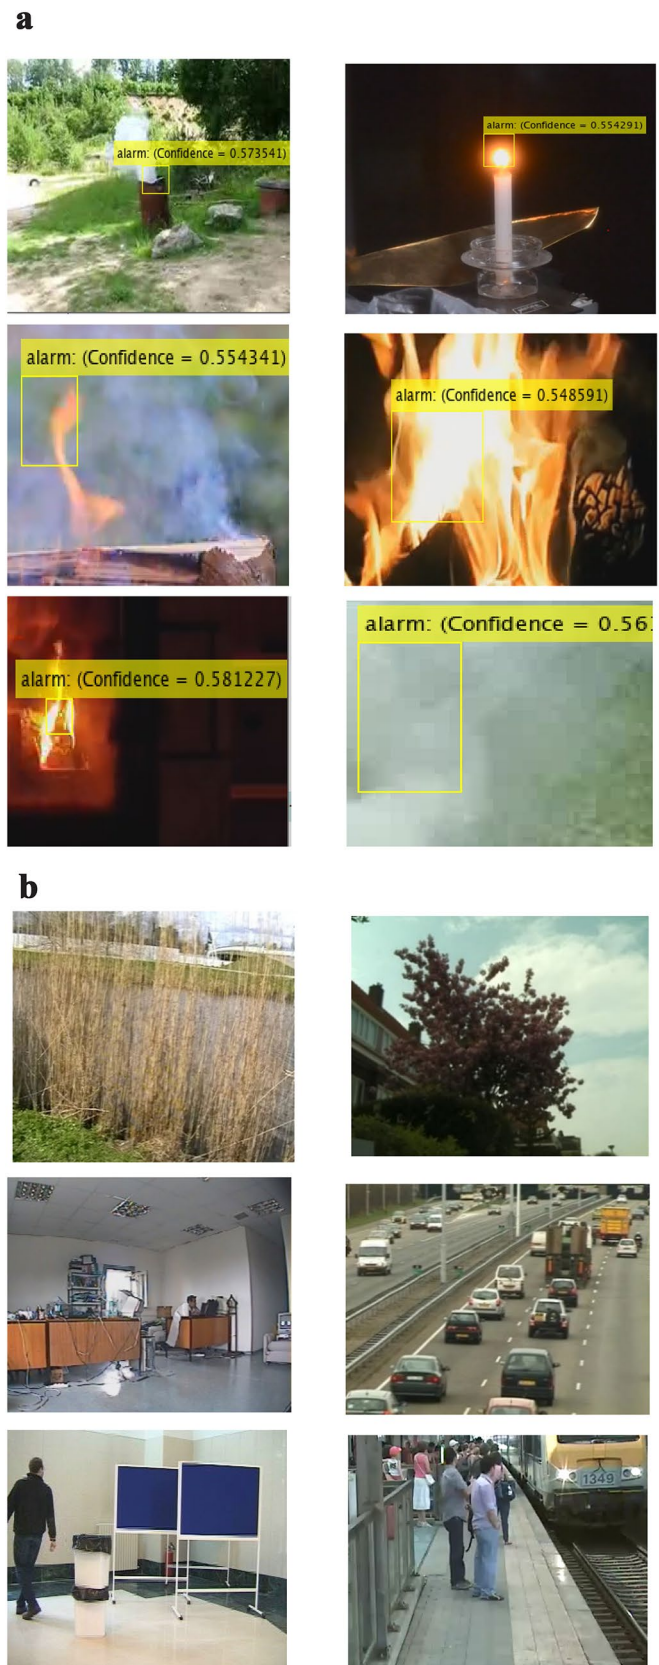 a
alarm: (Confidence = 0.573541)
alarm: (Confidence = 0.554291)
alarm: (Confidence = 0.554341)
alarm: (Confidence = 0.548591)
alarm: (Confidence = 0.581227)
alarm: (Confidence = 0.56
b
1349